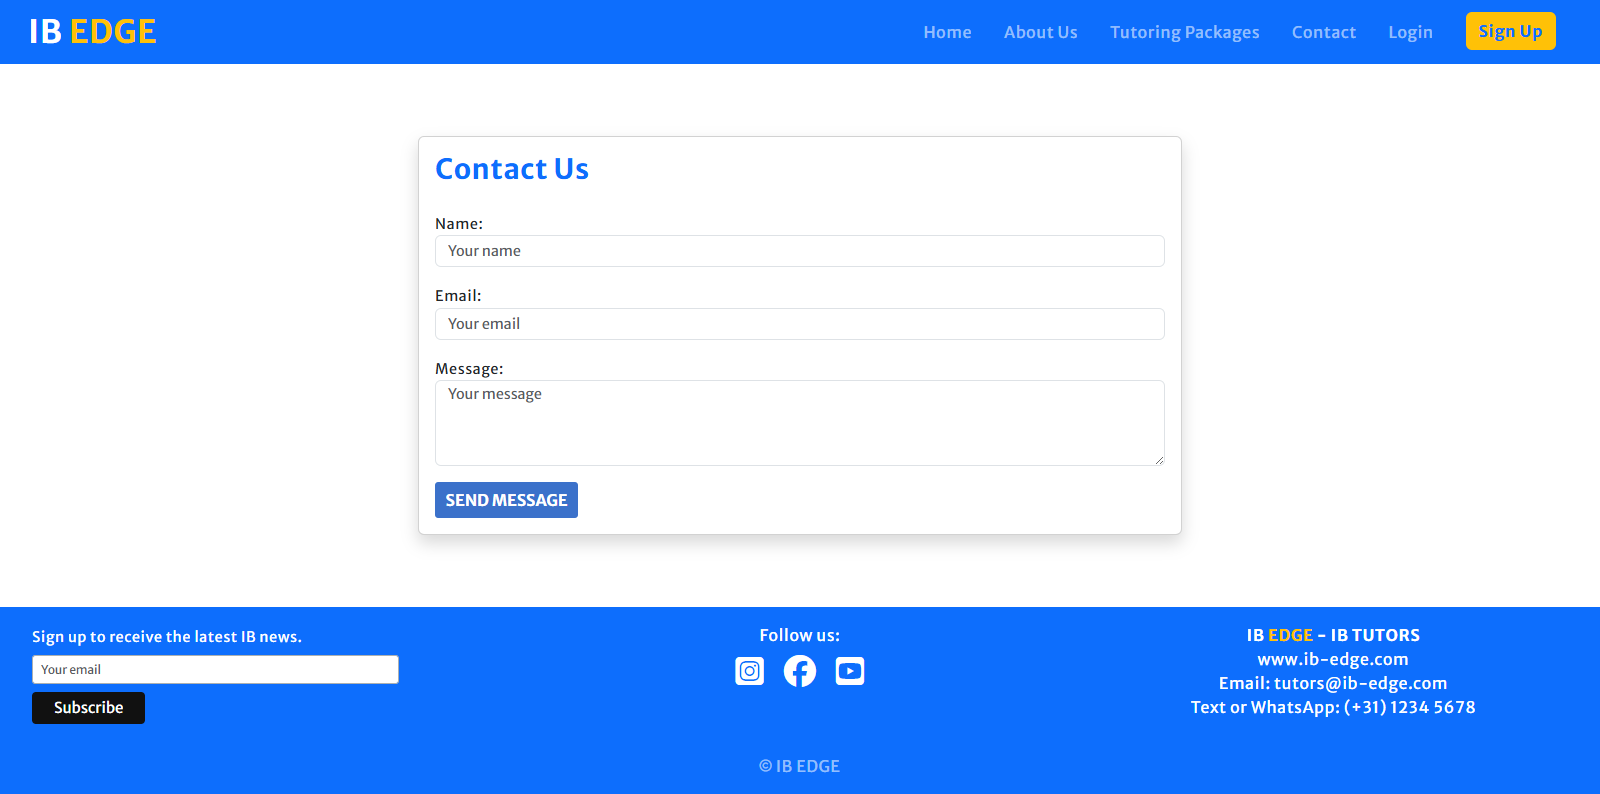 IB EDGE
Home About Us Tutoring Packages Contact Login Sign Up
Contact Us
Name:
Your name
Email:
Your email
Message:
Your message
SEND MESSAGE
Sign up to receive the latest IB news.
Your email
Subscribe
Follow us:
IB EDGE - IB TUTORS
www.ib-edge.com
Email: tutors@ib-edge.com
Text or WhatsApp: (+31) 1234 5678
© IB EDGE